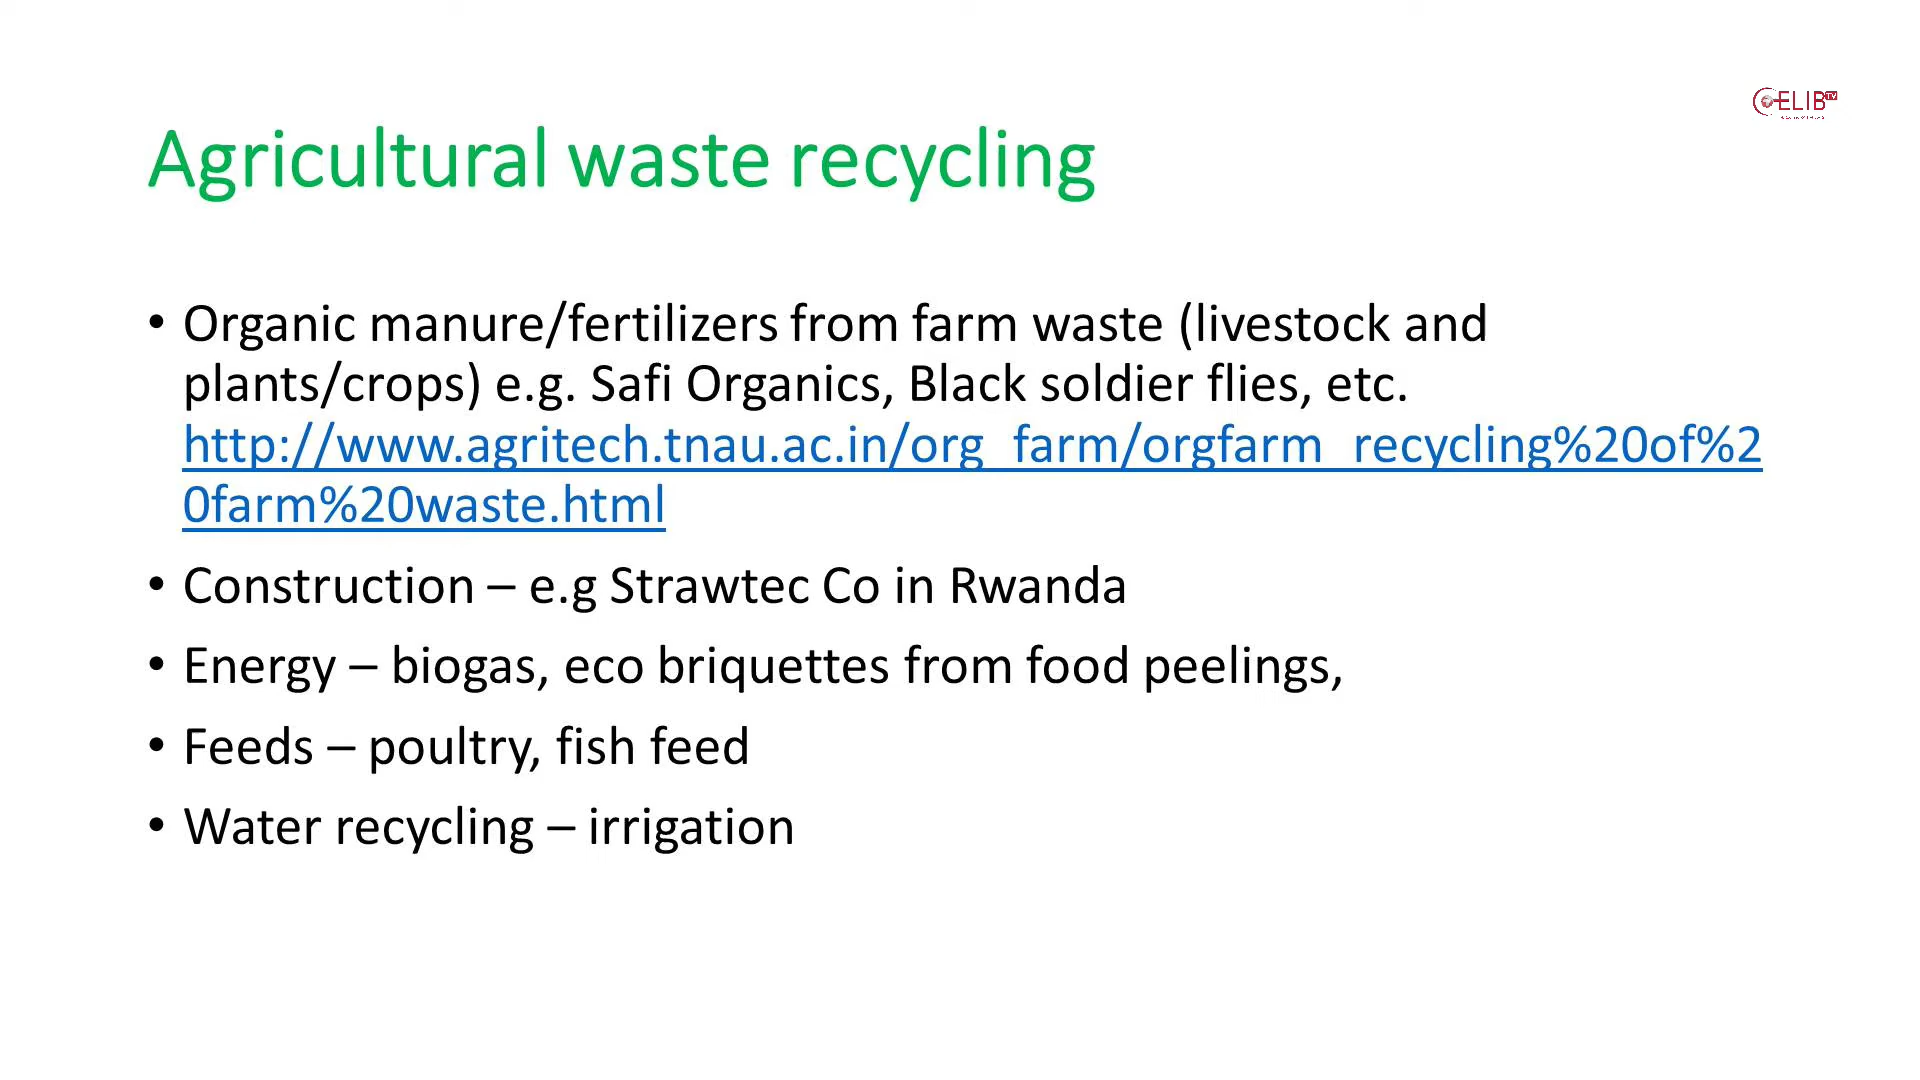 ELIB TV
Agricultural waste recycling
• Organic manure/fertilizers from farm waste (livestock and
plants/crops) e.g. Safi Organics, Black soldier flies, etc.
http://www.agritech.tnau.ac.in/org_farm/orgfarm_recycling%20of%2
0farm%20waste.html
• Construction – e.g Strawtec Co in Rwanda
• Energy – biogas, eco briquettes from food peelings,
• Feeds – poultry, fish feed
• Water recycling – irrigation